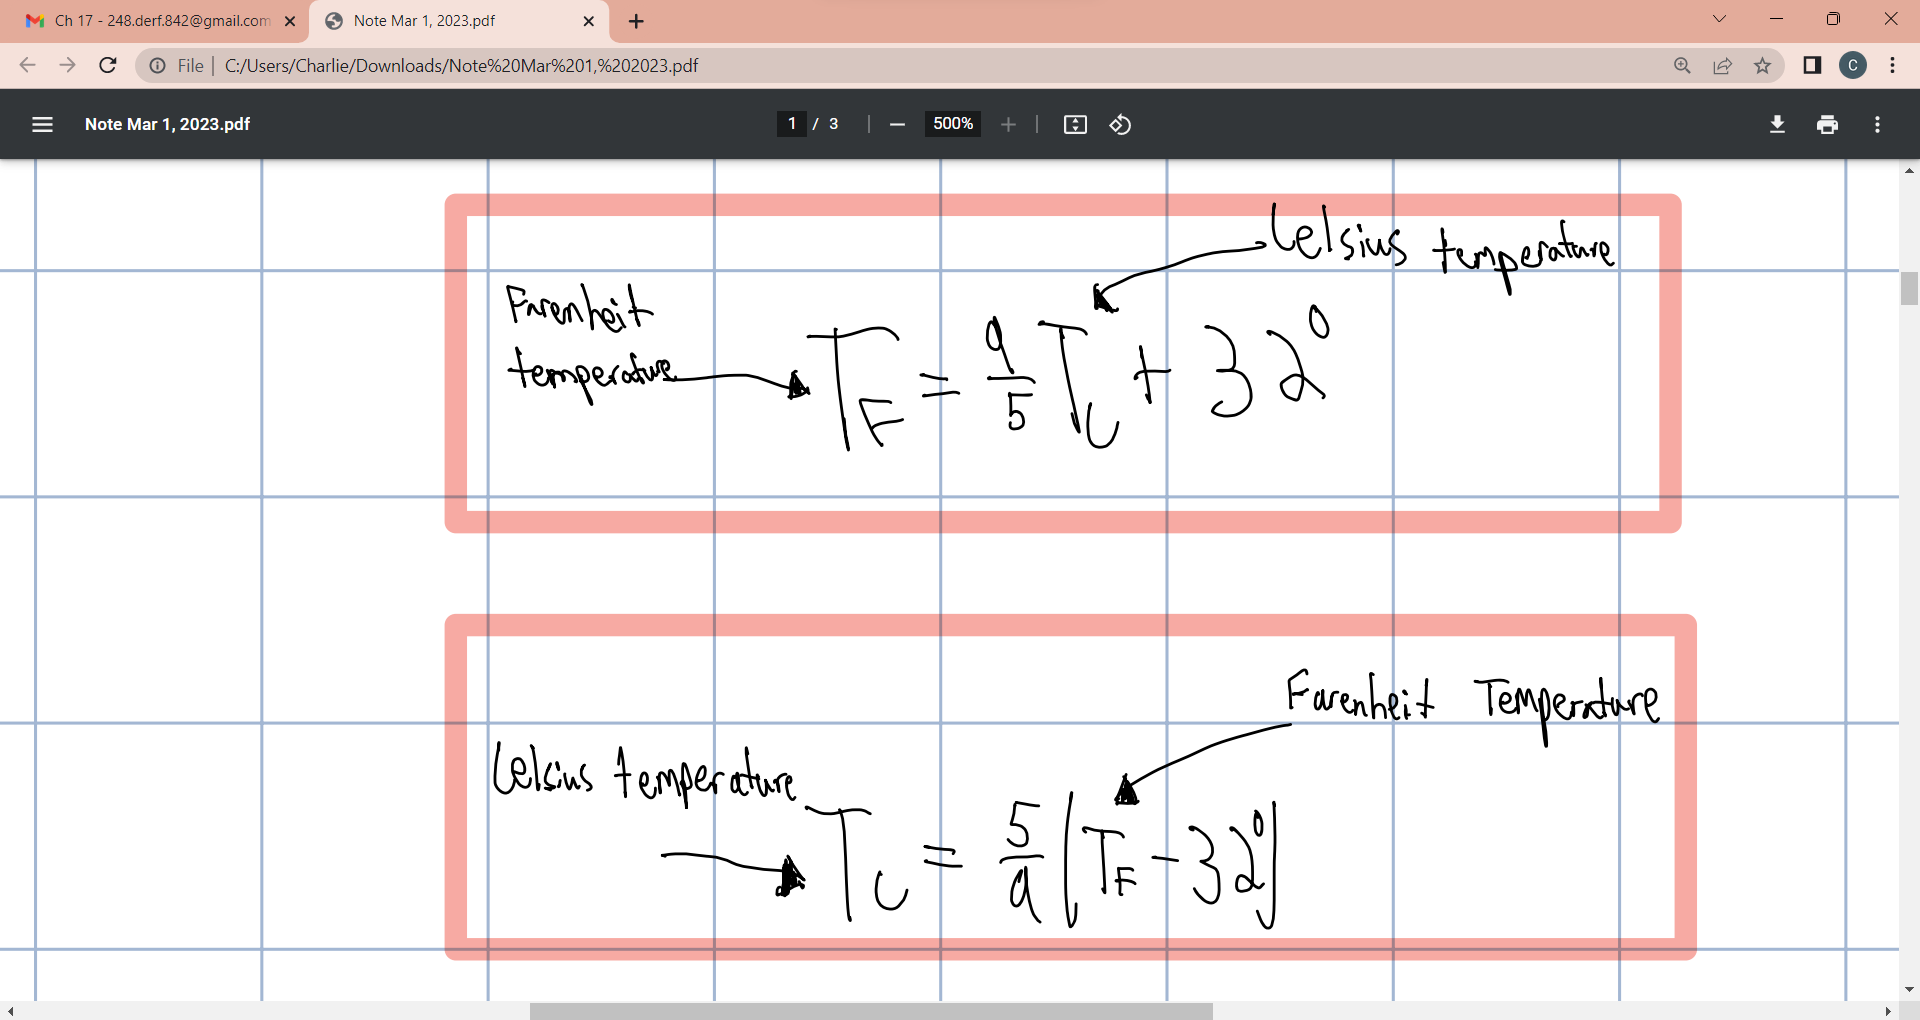 Ch 17 - 248.derf.842@gmail.com
Note Mar 1, 2023.pdf
File | C:/Users/Charlie/Downloads/Note%20Mar%201,%202023.pdf
C
Note Mar 1, 2023.pdf
1 / 3
500%
Celsius temperature
Farenheit
temperature
T_F = 9/5 T_C + 32°
Farenheit Temperature
Celsius temperature
T_C = 5/9 (T_F - 32°)